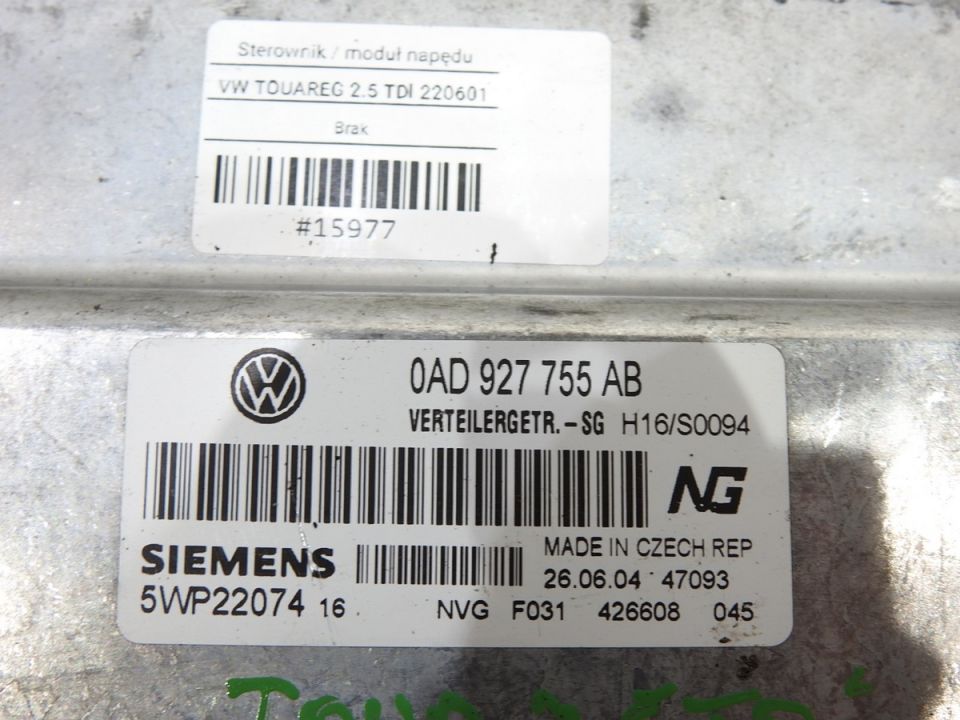 Sterownik / moduł napędu
VW TOUAREG 2.5 TDI 220601
Brak
#15977
0AD 927 755 AB
VERTEILERGETR.-SG H16/S0094
NG
SIEMENS
MADE IN CZECH REP
26.06.04 47093
5WP22074 16
NVG F031 426608 045